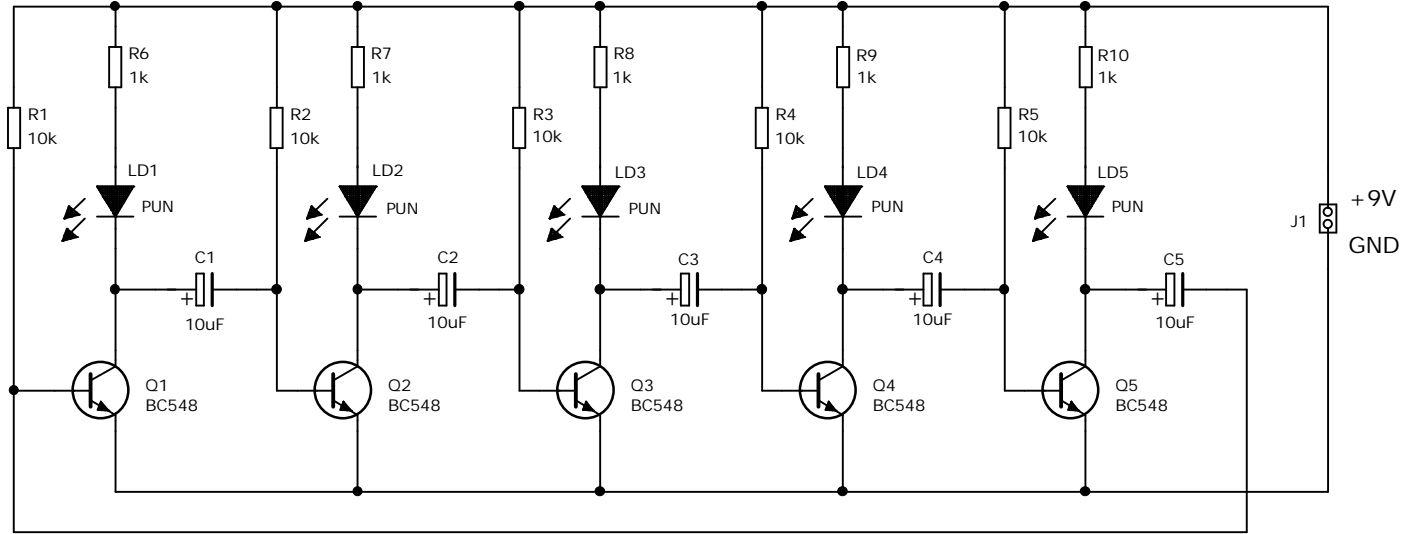 R6
1k
R7
1k
R8
1k
R9
1k
R10
1k
R1
10k
R2
10k
R3
10k
R4
10k
R5
10k
LD1
PUN
LD2
PUN
LD3
PUN
LD4
PUN
LD5
PUN
J1
+9V
GND
C1
+
10uF
C2
+
10uF
C3
+
10uF
C4
+
10uF
C5
+
10uF
Q1
BC548
Q2
BC548
Q3
BC548
Q4
BC548
Q5
BC548